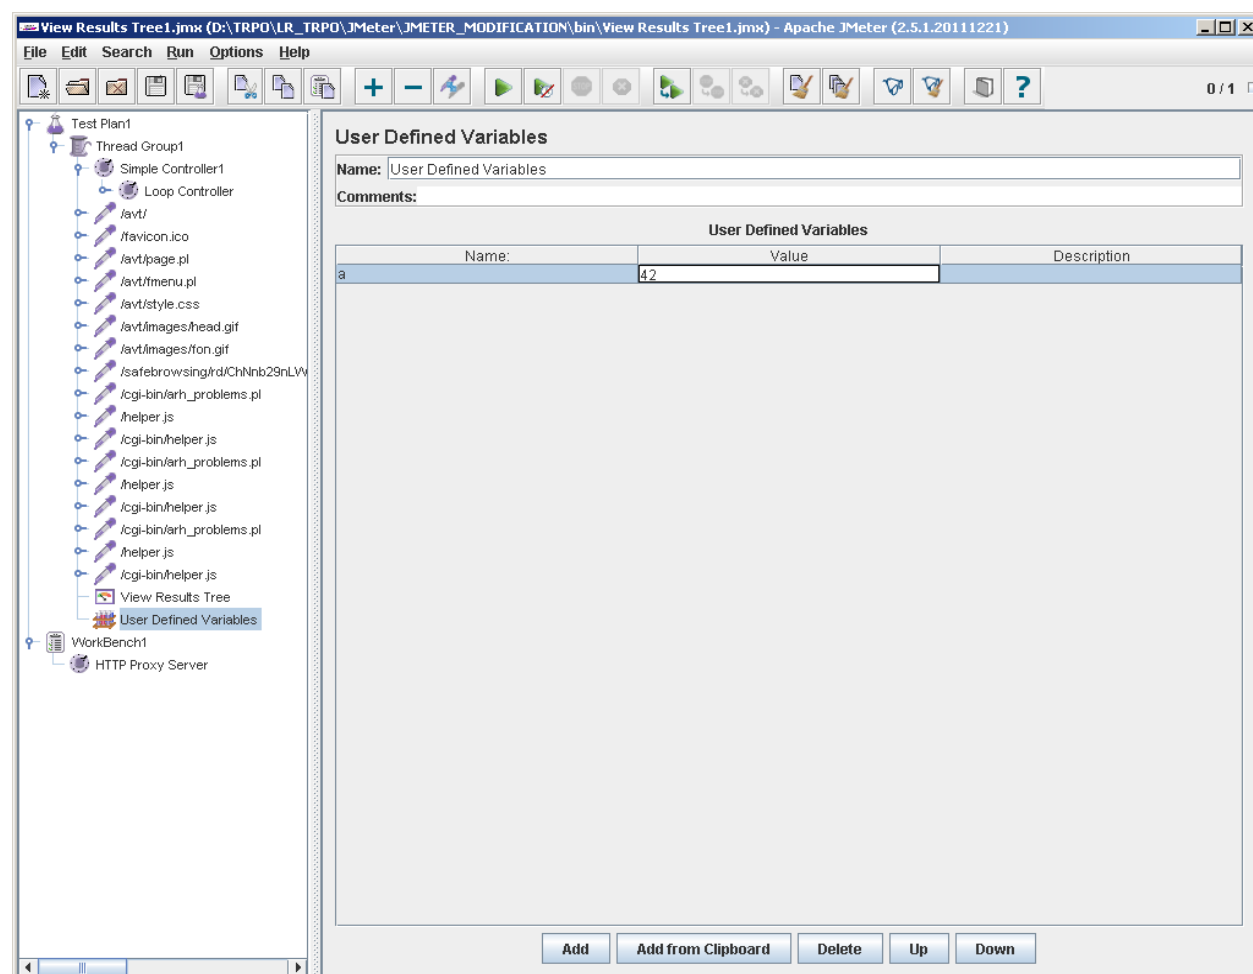 View Results Tree1.jmx (D:\TRPO\LR_TRPO\JMeter\JMETER_MODIFICATION\bin\View Results Tree1.jmx) - Apache JMeter (2.5.1.20111221)
File Edit Search Run Options Help
0 / 1
Test Plan1
Thread Group1
Simple Controller1
Loop Controller
/avt/
/favicon.ico
/avt/page.pl
/avt/fmenu.pl
/avt/style.css
/avt/images/head.gif
/avt/images/fon.gif
/safebrowsing/rd/ChNnb29nLVv
/cgi-bin/arh_problems.pl
/helper.js
/cgi-bin/helper.js
/cgi-bin/arh_problems.pl
/helper.js
/cgi-bin/helper.js
/cgi-bin/arh_problems.pl
/helper.js
/cgi-bin/helper.js
View Results Tree
User Defined Variables
WorkBench1
HTTP Proxy Server
User Defined Variables
Name: User Defined Variables
Comments:
User Defined Variables
Name: Value Description
a 42
Add Add from Clipboard Delete Up Down